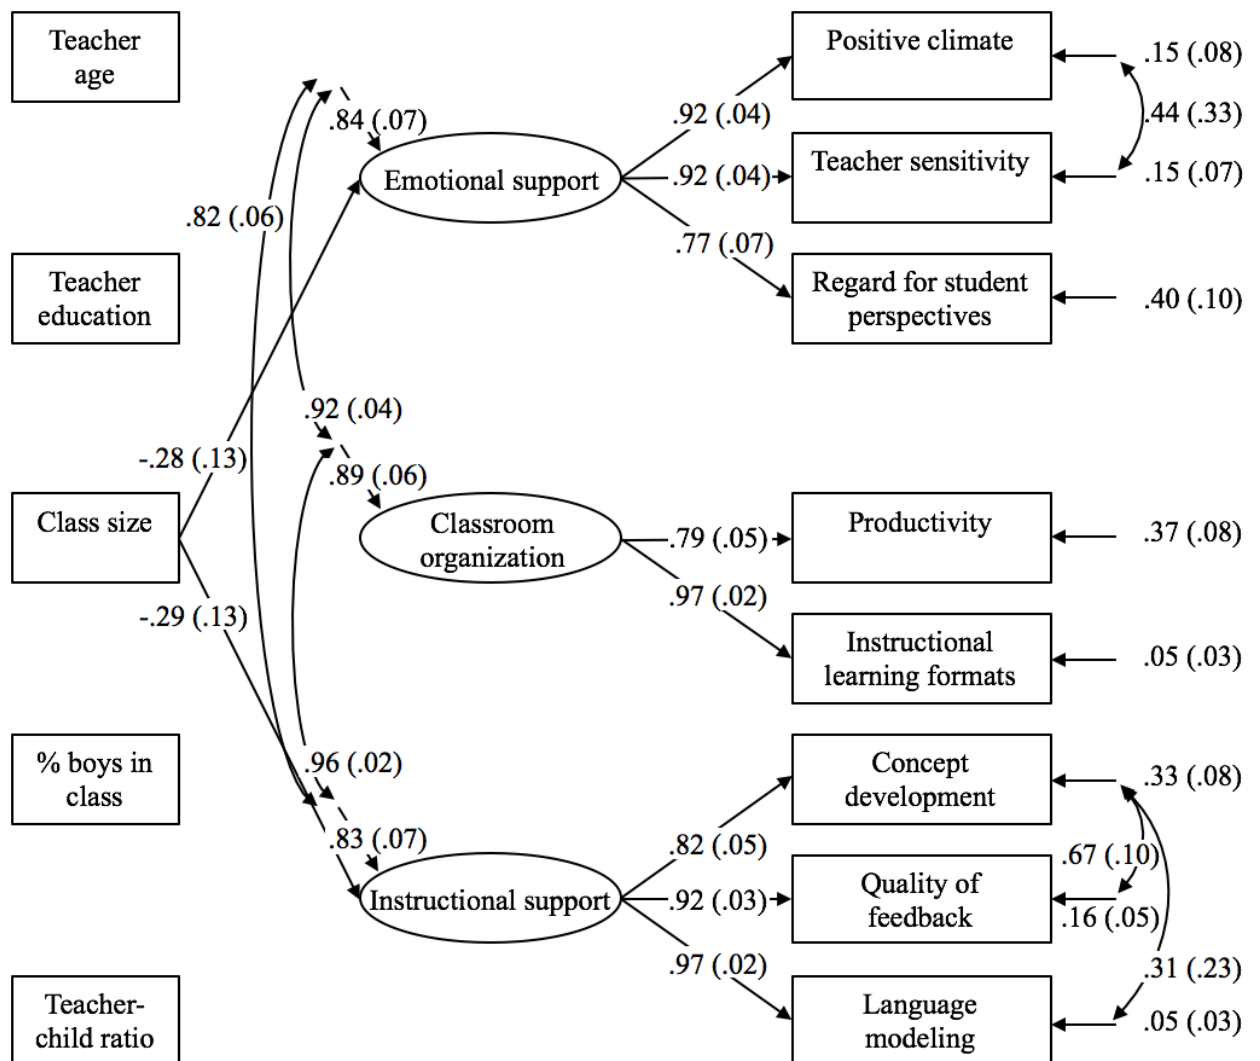 Teacher
age
Teacher
education
Class size
% boys in
class
Teacher-
child ratio
.82 (.06)
-.28 (.13)
-.29 (.13)
.84 (.07)
Emotional support
.92 (.04)
.89 (.06)
Classroom
organization
.96 (.02)
.83 (.07)
Instructional support
.92 (.04)
.92 (.04)
.77 (.07)
.79 (.05)
.97 (.02)
.82 (.05)
.92 (.03)
.97 (.02)
Positive climate
Teacher sensitivity
Regard for student
perspectives
Productivity
Instructional
learning formats
Concept
development
Quality of
feedback
Language
modeling
.15 (.08)
.44 (.33)
.15 (.07)
.40 (.10)
.37 (.08)
.05 (.03)
.33 (.08)
.67 (.10)
.16 (.05)
.31 (.23)
.05 (.03)